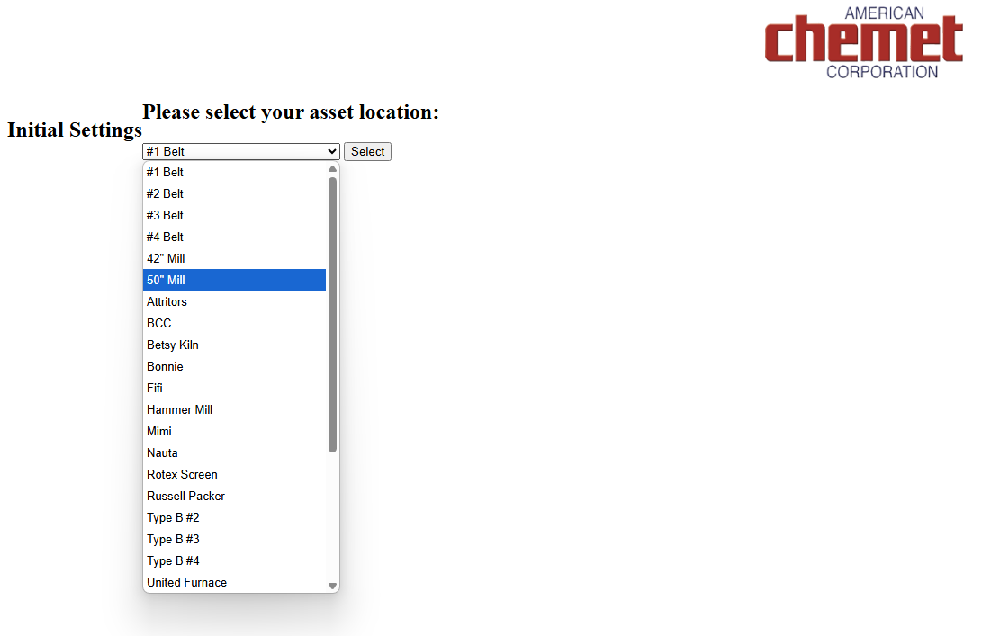 AMERICAN
chemet
CORPORATION
Please select your asset location:
Initial Settings
#1 Belt
Select
#1 Belt
#2 Belt
#3 Belt
#4 Belt
42" Mill
50" Mill
Attritors
BCC
Betsy Kiln
Bonnie
Fifi
Hammer Mill
Mimi
Nauta
Rotex Screen
Russell Packer
Type B #2
Type B #3
Type B #4
United Furnace